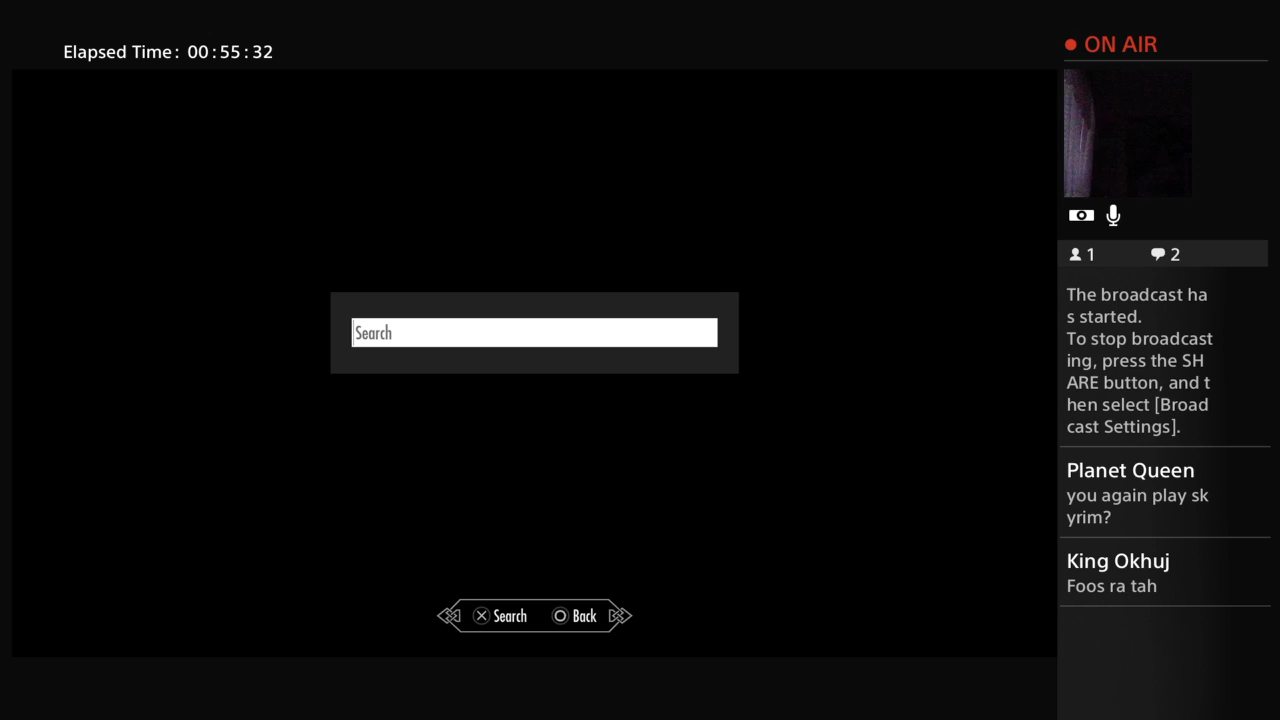 Elapsed Time: 00:55:32
ON AIR
1 2
The broadcast ha
s started.
To stop broadcast
ing, press the SH
ARE button, and t
hen select [Broad
cast Settings].
Planet Queen
you again play sk
yrim?
King Okhuj
Foos ra tah
Search
Search Back